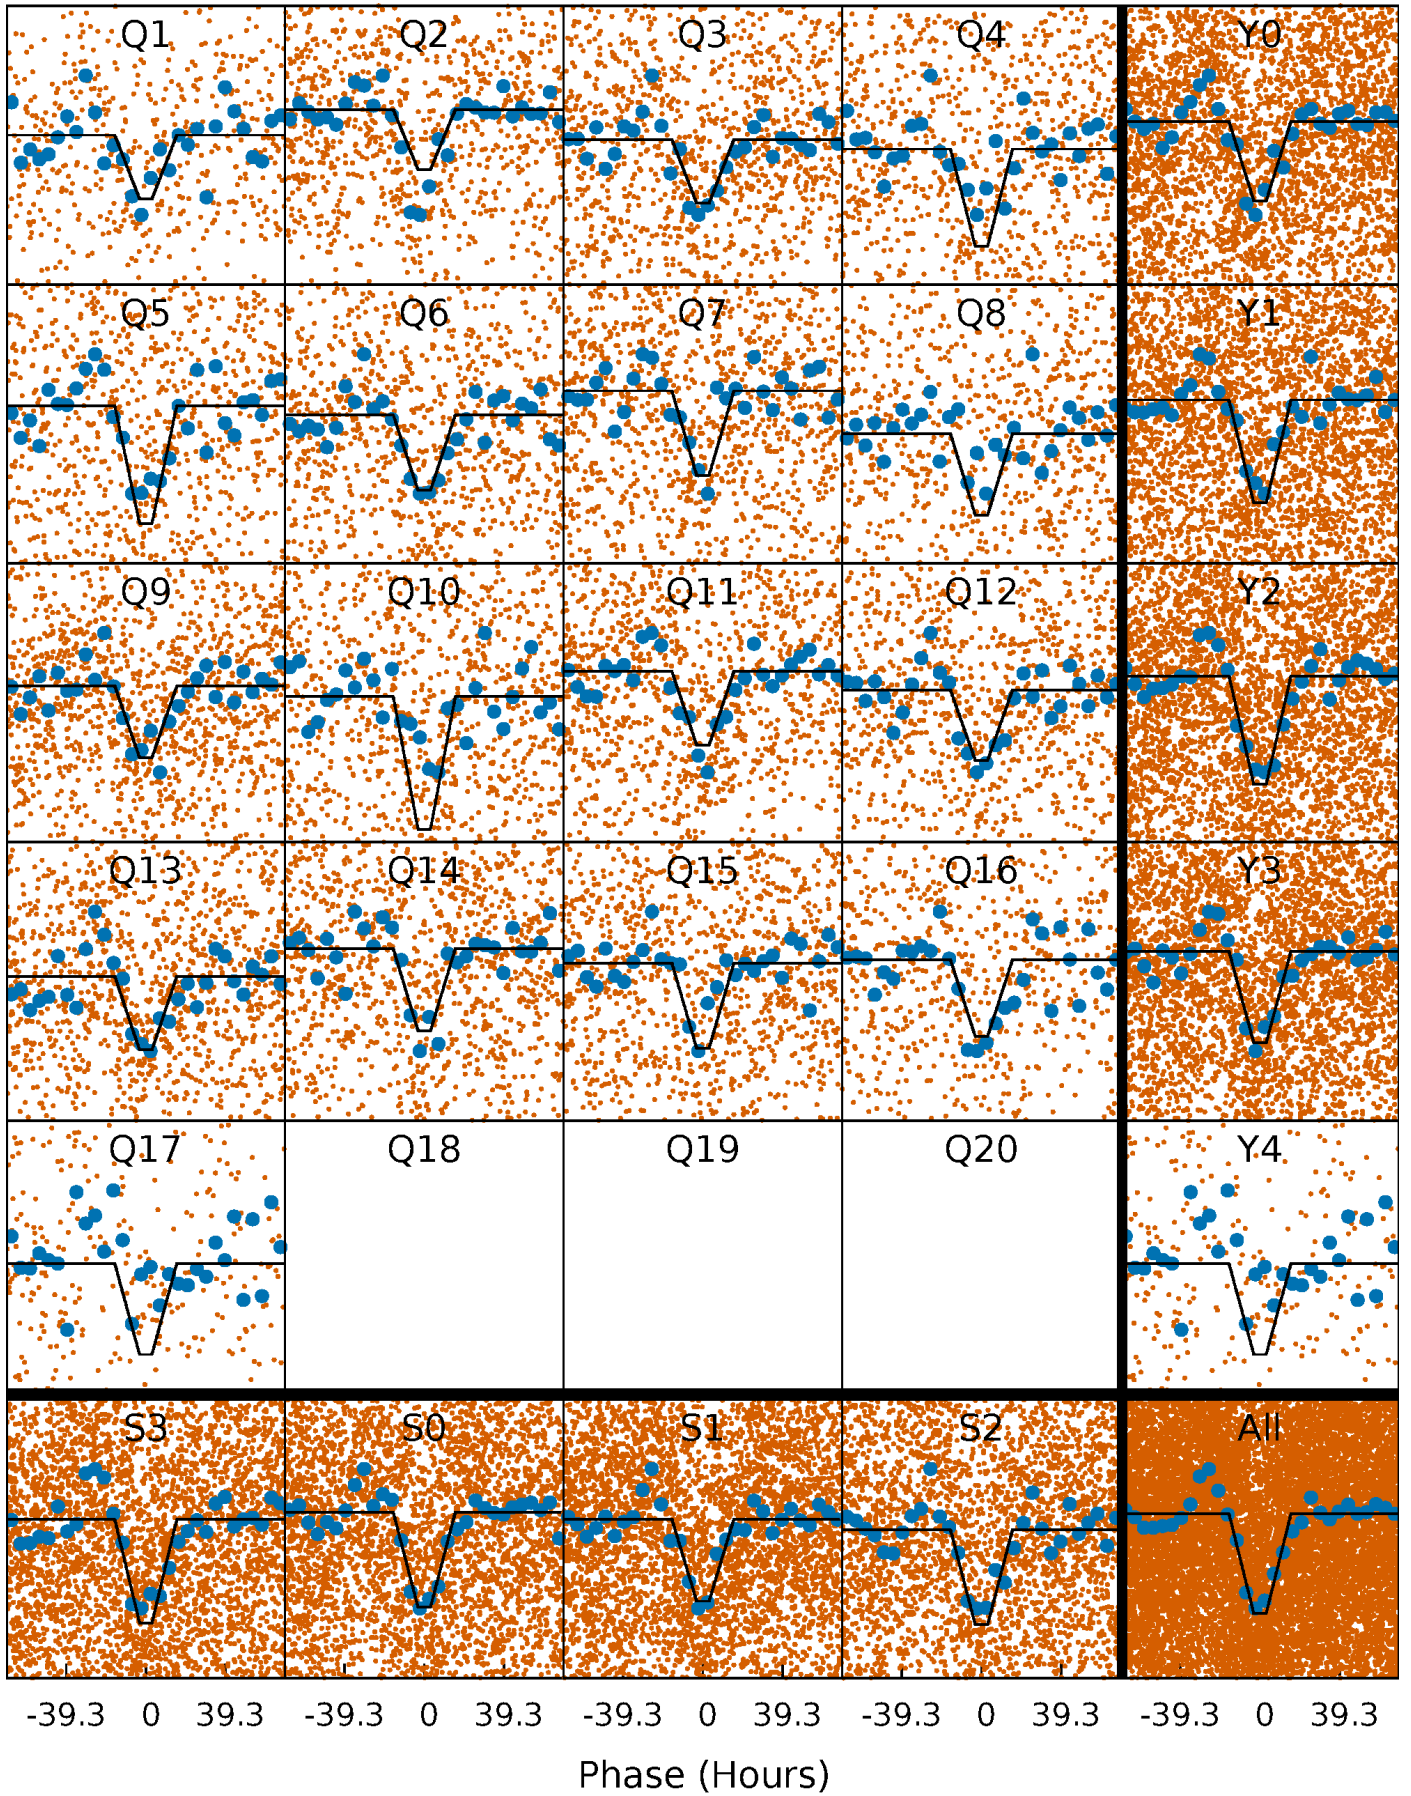 Q1 Q2 Q3 Q4 Y0
Q5 Q6 Q7 Q8 Y1
Q9 Q10 Q11 Q12 Y2
Q13 Q14 Q15 Q16 Y3
Q17 Q18 Q19 Q20 Y4
S3 S0 S1 S2 All
-39.3 0 39.3 -39.3 0 39.3 -39.3 0 39.3 -39.3 0 39.3 -39.3 0 39.3
Phase (Hours)